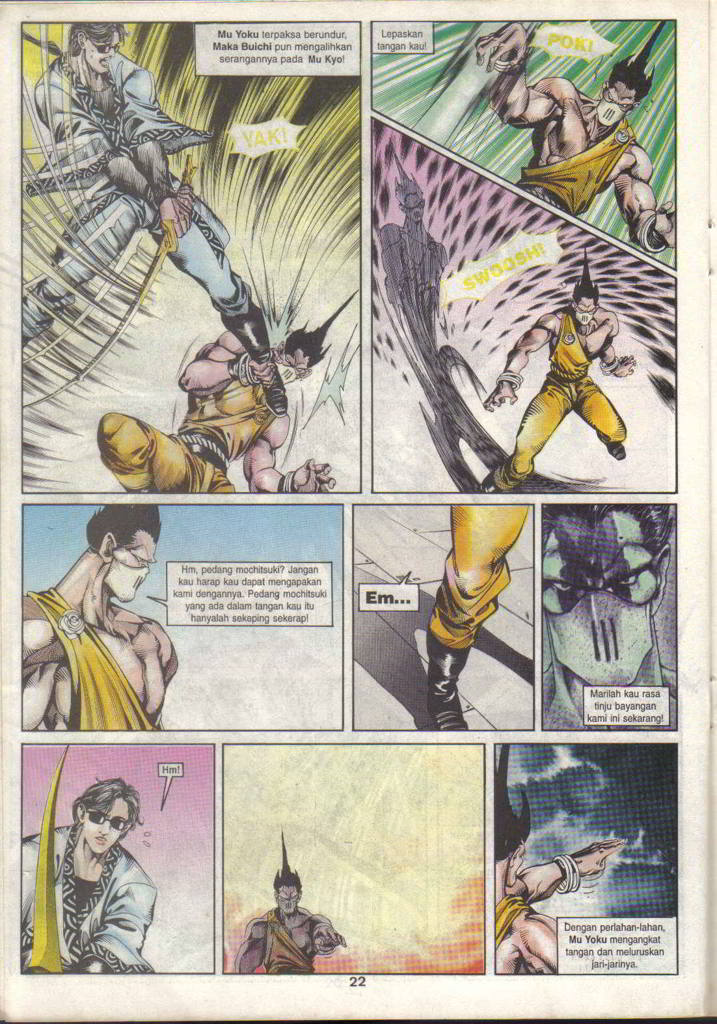 Mu Yoku terpaksa berundur,
Maka Buichi pun mengalihkan
serangannya pada Mu Kyo!
YAK!
Lepaskan
tangan kau!
POK!
SWOOSH!
Hm, pedang mochitsuki? Jangan
kau harap kau dapat mengapakan
kami dengannya. Pedang mochitsuki
yang ada dalam tangan kau itu
hanyalah sekeping sekerap!
Em...
Marilah kau rasa
tinju bayangan
kami ini sekarang!
Hm!
Dengan perlahan-lahan,
Mu Yoku mengangkat
tangan dan meluruskan
jari-jarinya.
22